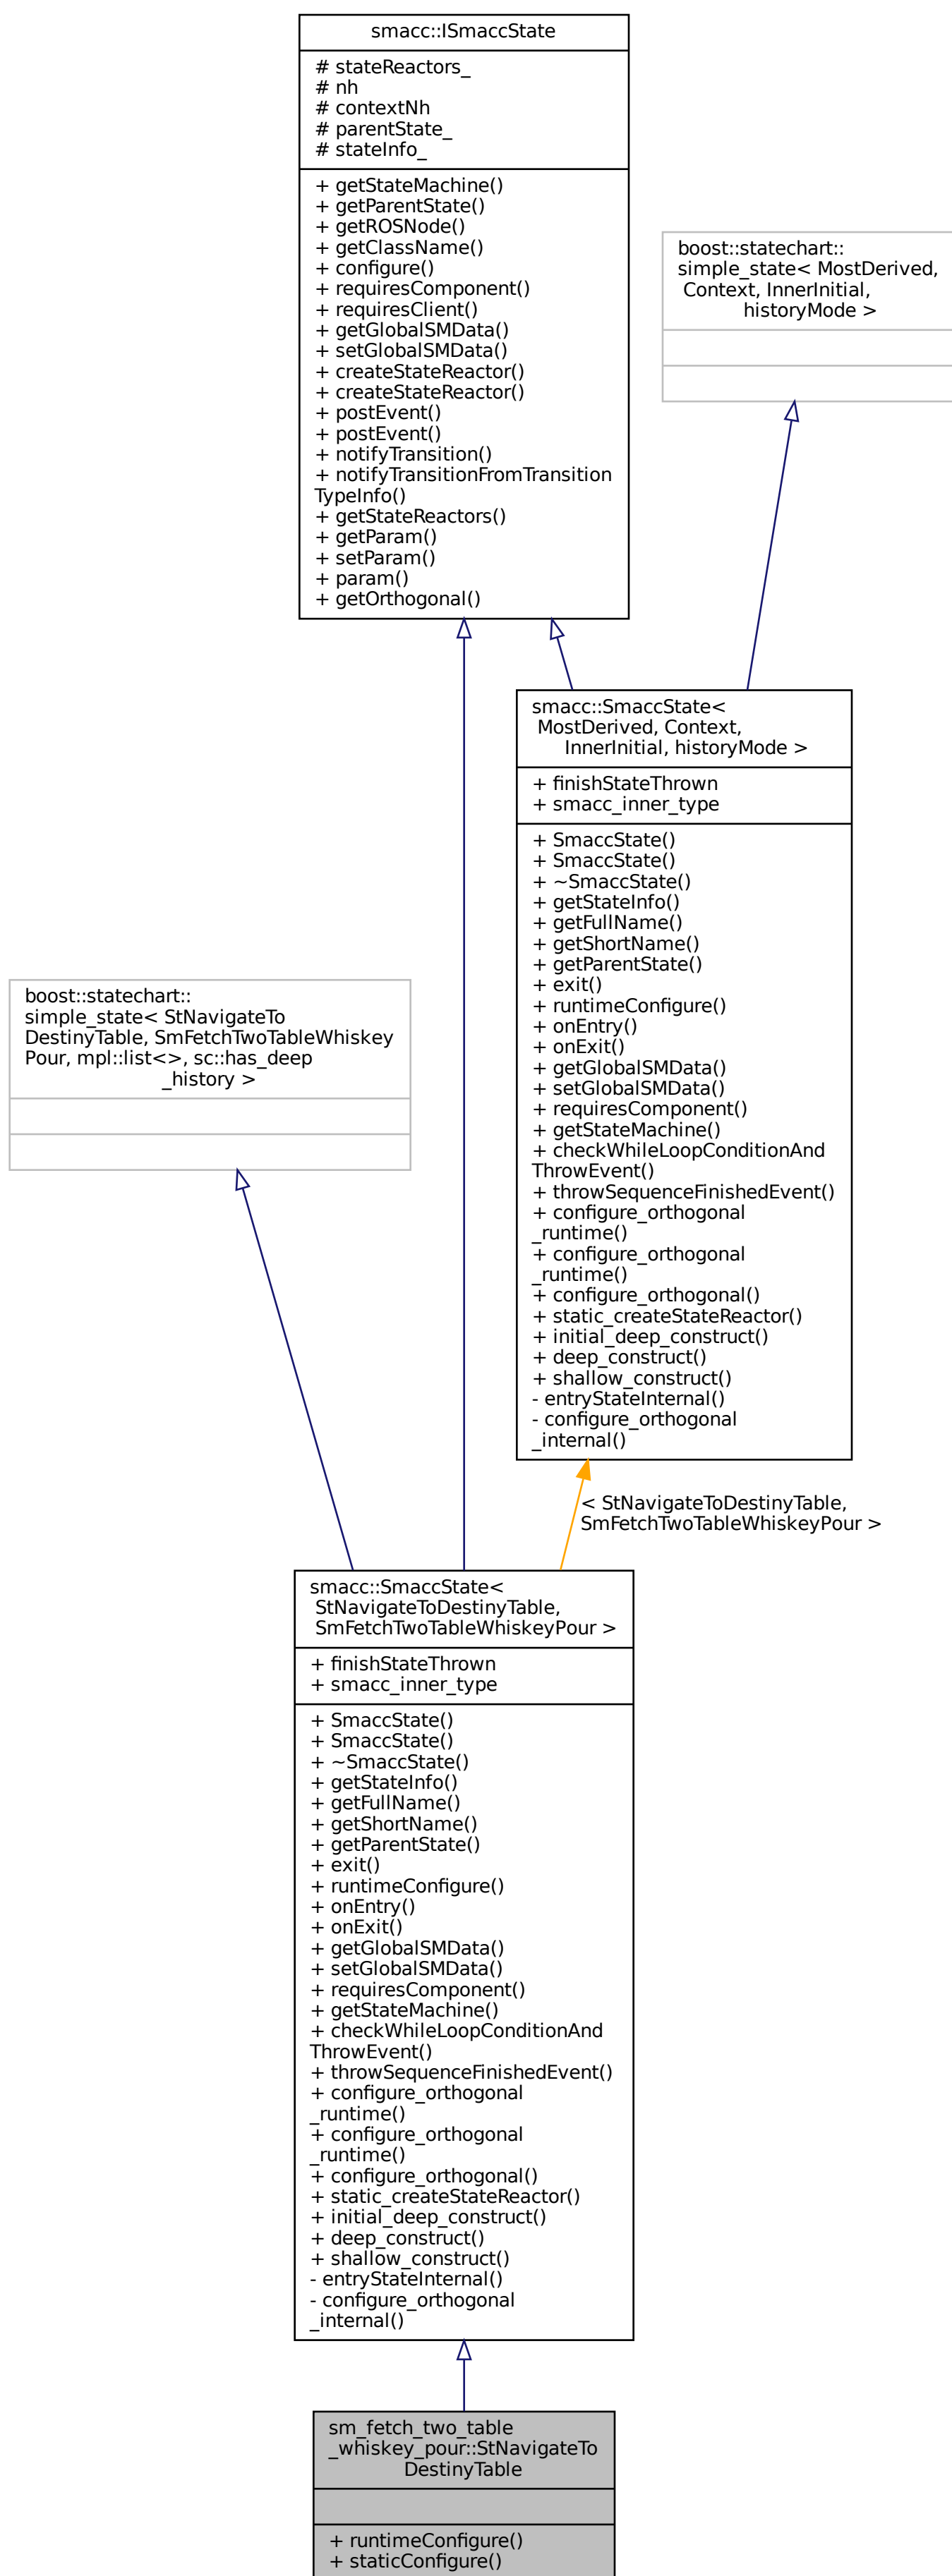 smacc::ISmaccState
# stateReactors_
# nh
# contextNh
# parentState_
# stateInfo_
+ getStateMachine()
+ getParentState()
+ getROSNode()
+ getClassName()
+ configure()
+ requiresComponent()
+ requiresClient()
+ getGlobalSMData()
+ setGlobalSMData()
+ createStateReactor()
+ createStateReactor()
+ postEvent()
+ postEvent()
+ notifyTransition()
+ notifyTransitionFromTransition
TypeInfo()
+ getStateReactors()
+ getParam()
+ setParam()
+ param()
+ getOrthogonal()
boost::statechart::
simple_state< MostDerived,
Context, InnerInitial,
historyMode >
smacc::SmaccState<
MostDerived, Context,
InnerInitial, historyMode >
+ finishStateThrown
+ smacc_inner_type
+ SmaccState()
+ SmaccState()
+ ~SmaccState()
+ getStateInfo()
+ getFullName()
+ getShortName()
+ getParentState()
+ exit()
+ runtimeConfigure()
+ onEntry()
+ onExit()
+ getGlobalSMData()
+ setGlobalSMData()
+ requiresComponent()
+ getStateMachine()
+ checkWhileLoopConditionAnd
ThrowEvent()
+ throwSequenceFinishedEvent()
+ configure_orthogonal
_runtime()
+ configure_orthogonal
_runtime()
+ configure_orthogonal()
+ static_createStateReactor()
+ initial_deep_construct()
+ deep_construct()
+ shallow_construct()
- entryStateInternal()
- configure_orthogonal
_internal()
boost::statechart::
simple_state< StNavigateTo
DestinyTable, SmFetchTwoTableWhiskey
Pour, mpl::list<>, sc::has_deep
_history >
< StNavigateToDestinyTable,
SmFetchTwoTableWhiskeyPour >
smacc::SmaccState<
StNavigateToDestinyTable,
SmFetchTwoTableWhiskeyPour >
+ finishStateThrown
+ smacc_inner_type
+ SmaccState()
+ SmaccState()
+ ~SmaccState()
+ getStateInfo()
+ getFullName()
+ getShortName()
+ getParentState()
+ exit()
+ runtimeConfigure()
+ onEntry()
+ onExit()
+ getGlobalSMData()
+ setGlobalSMData()
+ requiresComponent()
+ getStateMachine()
+ checkWhileLoopConditionAnd
ThrowEvent()
+ throwSequenceFinishedEvent()
+ configure_orthogonal
_runtime()
+ configure_orthogonal
_runtime()
+ configure_orthogonal()
+ static_createStateReactor()
+ initial_deep_construct()
+ deep_construct()
+ shallow_construct()
- entryStateInternal()
- configure_orthogonal
_internal()
sm_fetch_two_table
_whiskey_pour::StNavigateTo
DestinyTable
+ runtimeConfigure()
+ staticConfigure()